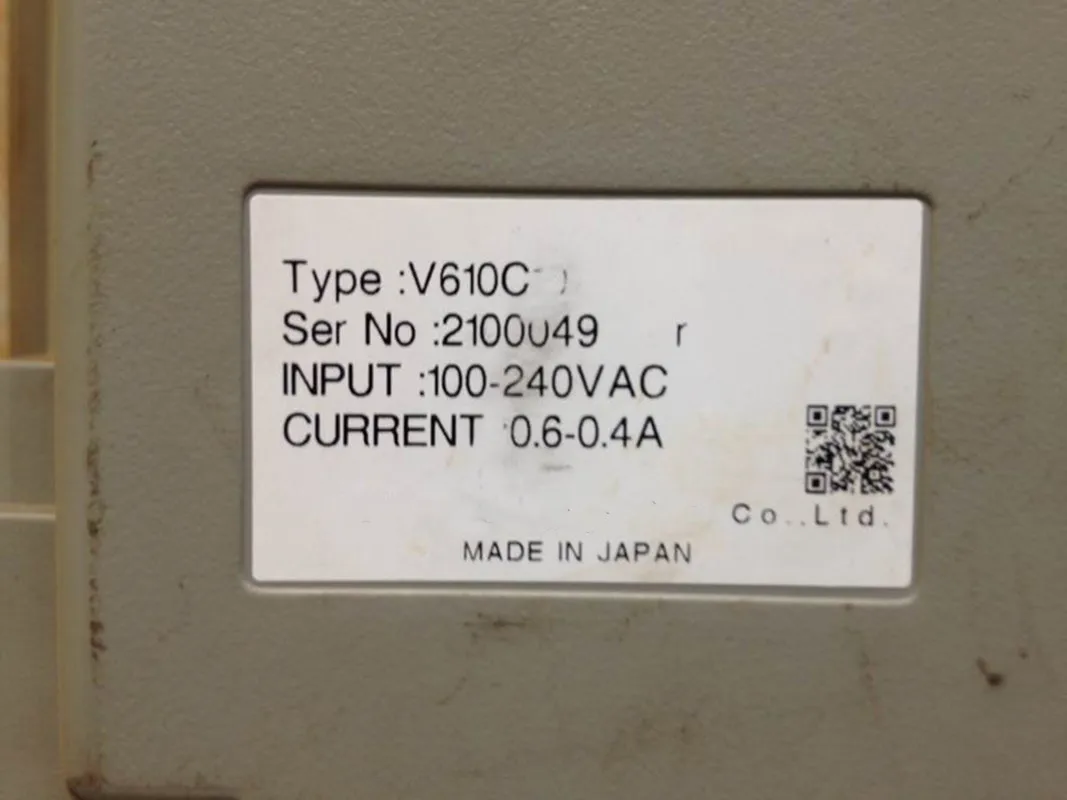 Type :V610C
Ser No :2100049 r
INPUT :100-240VAC
CURRENT :0.6-0.4A
Co.,Ltd.
MADE IN JAPAN